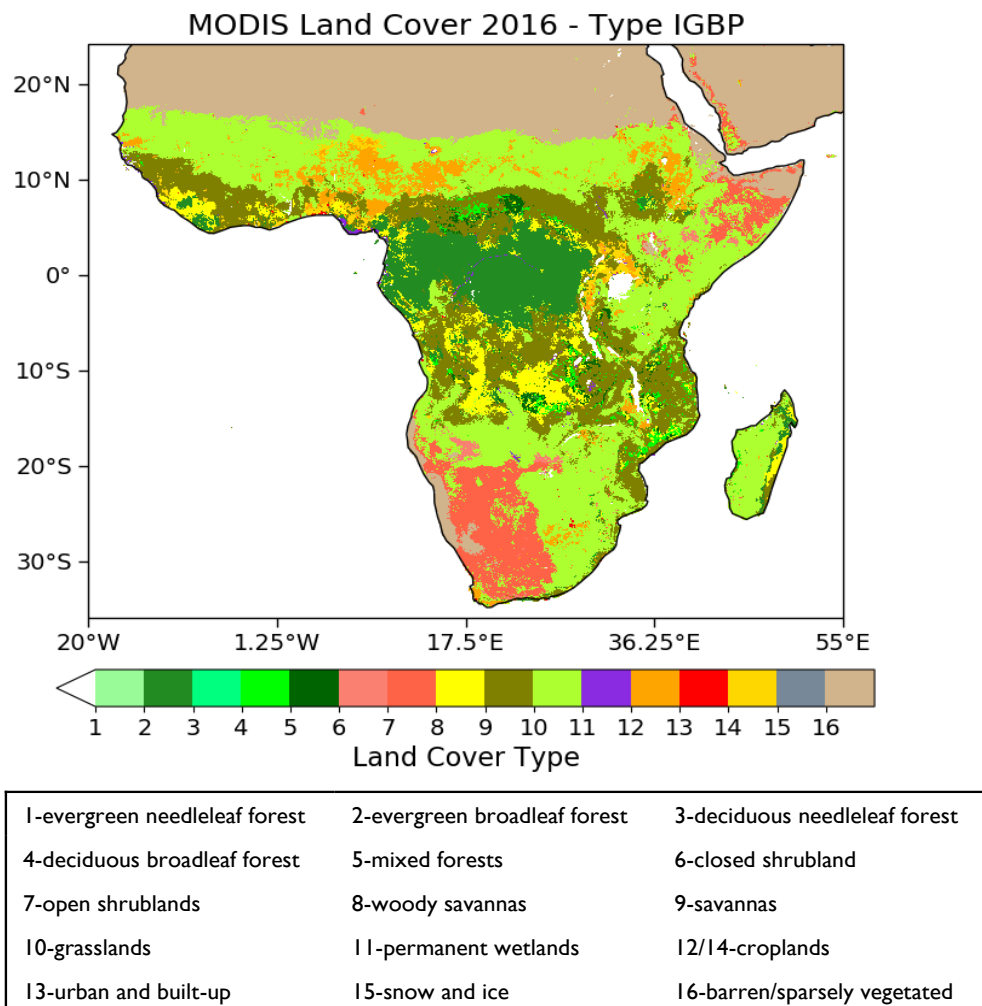 MODIS Land Cover 2016 - Type IGBP
20°N
10°N
0°
10°S
20°S
30°S
20°W 1.25°W 17.5°E 36.25°E 55°E
1 2 3 4 5 6 7 8 9 10 11 12 13 14 15 16
Land Cover Type
1-evergreen needleleaf forest 2-evergreen broadleaf forest 3-deciduous needleleaf forest
4-deciduous broadleaf forest 5-mixed forests 6-closed shrubland
7-open shrublands 8-woody savannas 9-savannas
10-grasslands 11-permanent wetlands 12/14-croplands
13-urban and built-up 15-snow and ice 16-barren/sparsely vegetated